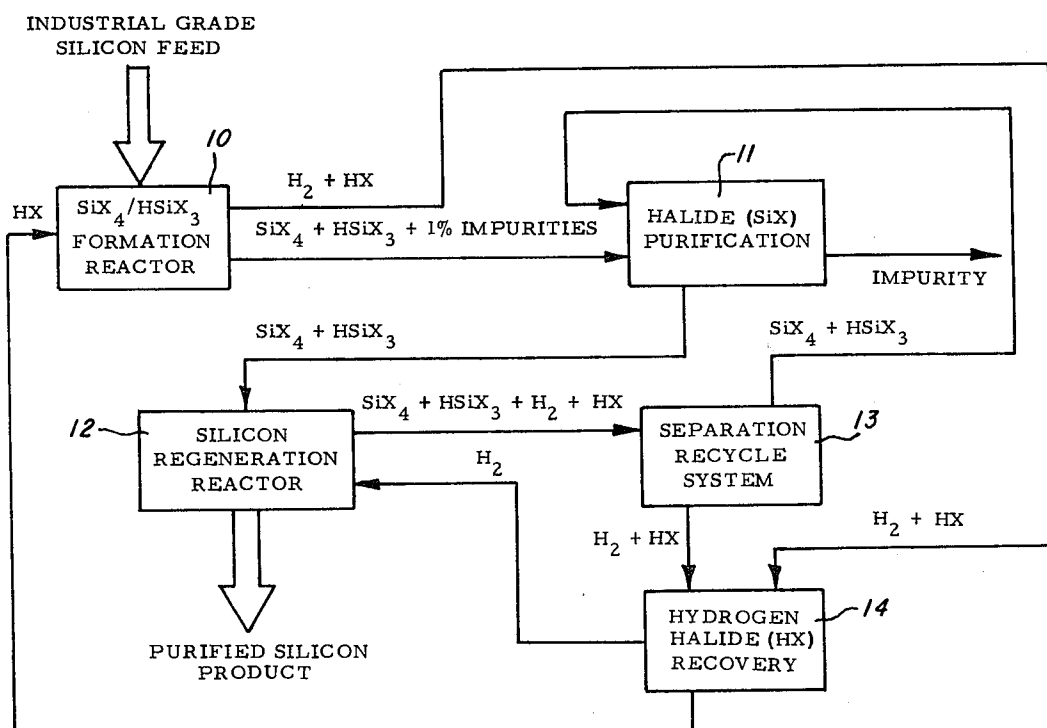 INDUSTRIAL GRADE
SILICON FEED
10
HX
SiX4/HSiX3
FORMATION
REACTOR
H2 + HX
SiX4 + HSiX3 + 1% IMPURITIES
11
HALIDE (SiX)
PURIFICATION
IMPURITY
SiX4 + HSiX3
SiX4 + HSiX3
12
SILICON
REGENERATION
REACTOR
SiX4 + HSiX3 + H2 + HX
H2
SEPARATION
RECYCLE
SYSTEM
13
H2 + HX
H2 + HX
PURIFIED SILICON
PRODUCT
HYDROGEN
HALIDE (HX)
RECOVERY
14